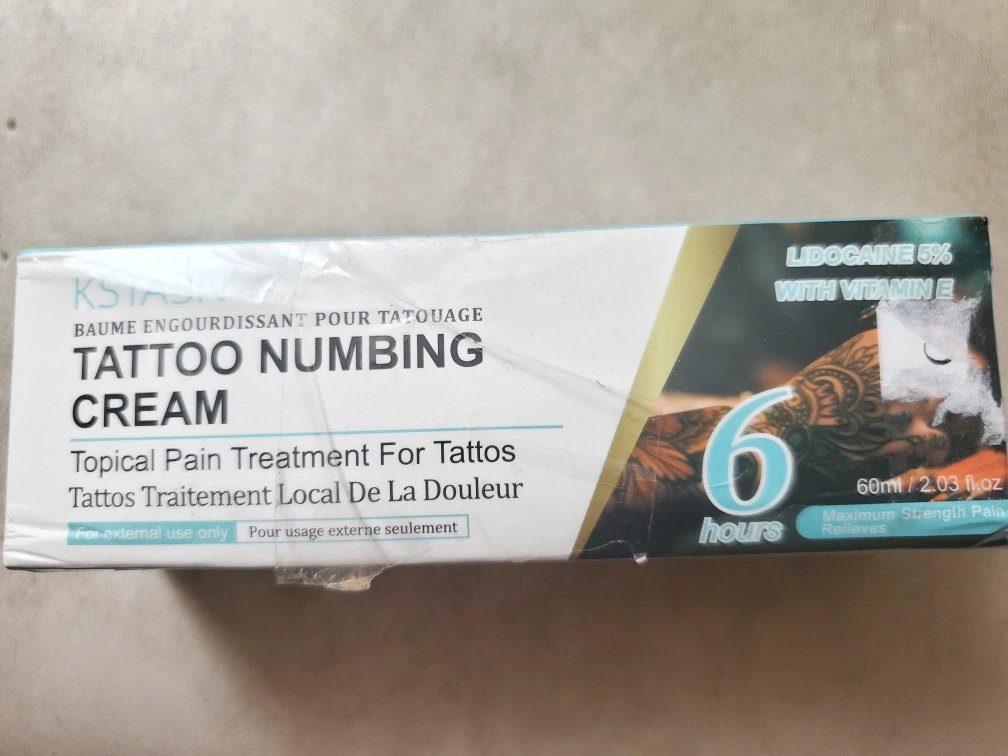 BAUME ENGOURDISSANT POUR TATOUAGE
TATTOO NUMBING
CREAM
Topical Pain Treatment For Tattos
Tattos Traitement Local De La Douleur
For external use only
Pour usage externe seulement
LIDOCAINE 5%
WITH VITAMIN E
6
hours
60ml / 2.03 fl.oz
Maximum Strength Pain
Relieves